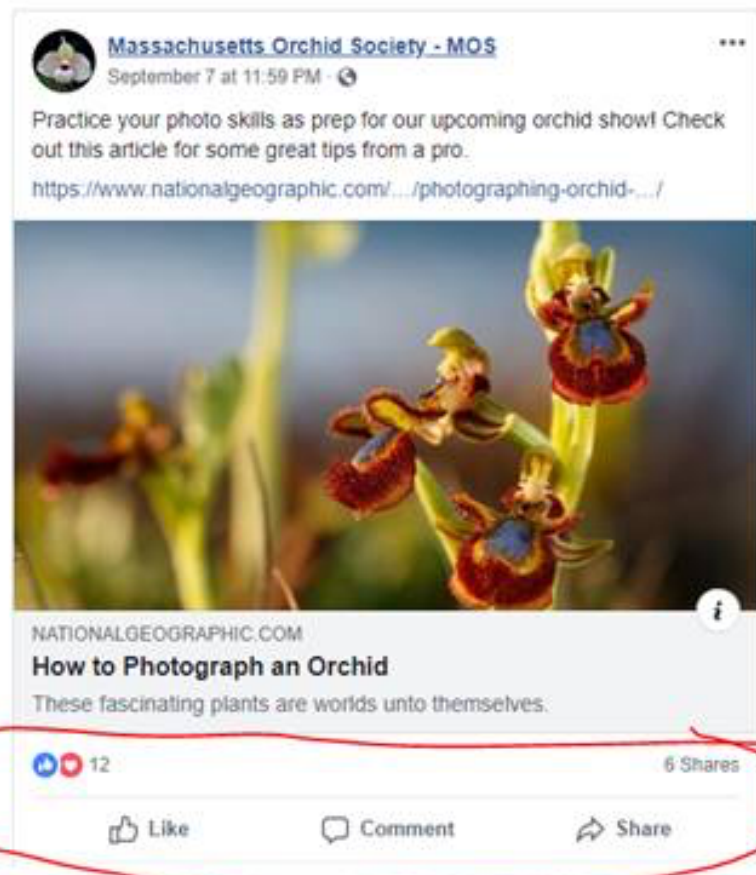 Massachusetts Orchid Society - MOS
September 7 at 11:59 PM ·
Practice your photo skills as prep for our upcoming orchid show! Check
out this article for some great tips from a pro.
https://www.nationalgeographic.com/.../photographing-orchid-.../
i
NATIONALGEOGRAPHIC.COM
How to Photograph an Orchid
These fascinating plants are worlds unto themselves.
12 6 Shares
Like Comment Share